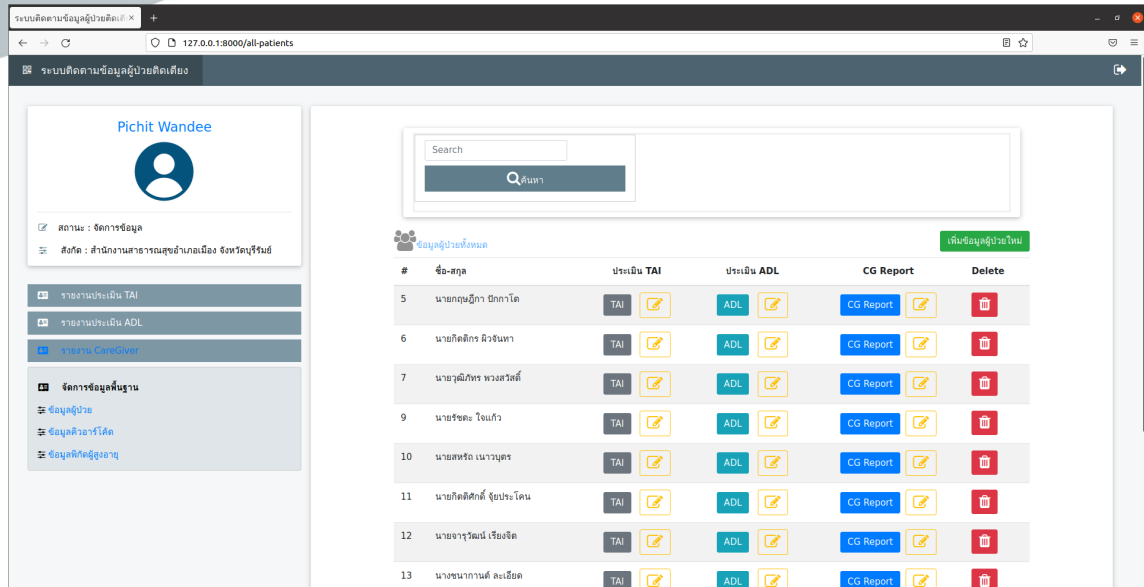 ระบบติดตามข้อมูลผู้ป่วยติดเตี
127.0.0.1:8000/all-patients
ระบบติดตามข้อมูลผู้ป่วยติดเตียง
Pichit Wandee
สถานะ : จัดการข้อมูล
สังกัด : สำนักงานสาธารณสุขอำเภอเมือง จังหวัดบุรีรัมย์
รายงานประเมิน TAI
รายงานประเมิน ADL
รายงาน CareGiver
จัดการข้อมูลพื้นฐาน
ข้อมูลผู้ป่วย
ข้อมูลคิวอาร์โค้ด
ข้อมูลพิกัดผู้สูงอายุ
Search
ค้นหา
ข้อมูลผู้ป่วยทั้งหมด
เพิ่มข้อมูลผู้ป่วยใหม่
# ชื่อ-สกุล ประเมิน TAI ประเมิน ADL CG Report Delete
5 นายกฤษฎีกา ปักกาโต TAI ADL CG Report
6 นายกิตติกร ผิวจันทา TAI ADL CG Report
7 นายวุฒิภัทร พวงสวัสดิ์ TAI ADL CG Report
9 นายรัชตะ ใจแก้ว TAI ADL CG Report
10 นายสหรัถ เนาวบุตร TAI ADL CG Report
11 นายกิตติศักดิ์ จุ้ยประโคน TAI ADL CG Report
12 นายจารุวัฒน์ เรียงจิต TAI ADL CG Report
13 นางชนากานต์ ละเอียด TAI ADL CG Report